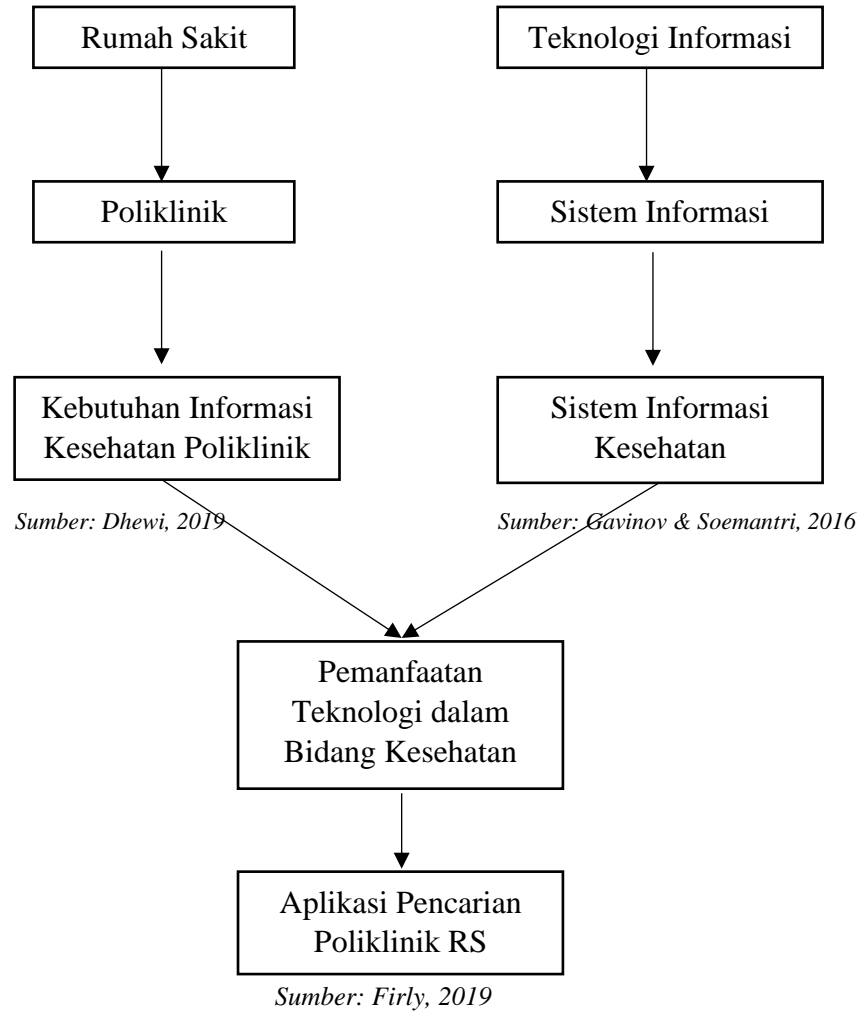 Rumah Sakit
Teknologi Informasi
Poliklinik
Sistem Informasi
Kebutuhan Informasi
Kesehatan Poliklinik
Sistem Informasi
Kesehatan
Sumber: Dhewi, 2019
Sumber: Gavinov & Soemantri, 2016
Pemanfaatan
Teknologi dalam
Bidang Kesehatan
Aplikasi Pencarian
Poliklinik RS
Sumber: Firly, 2019